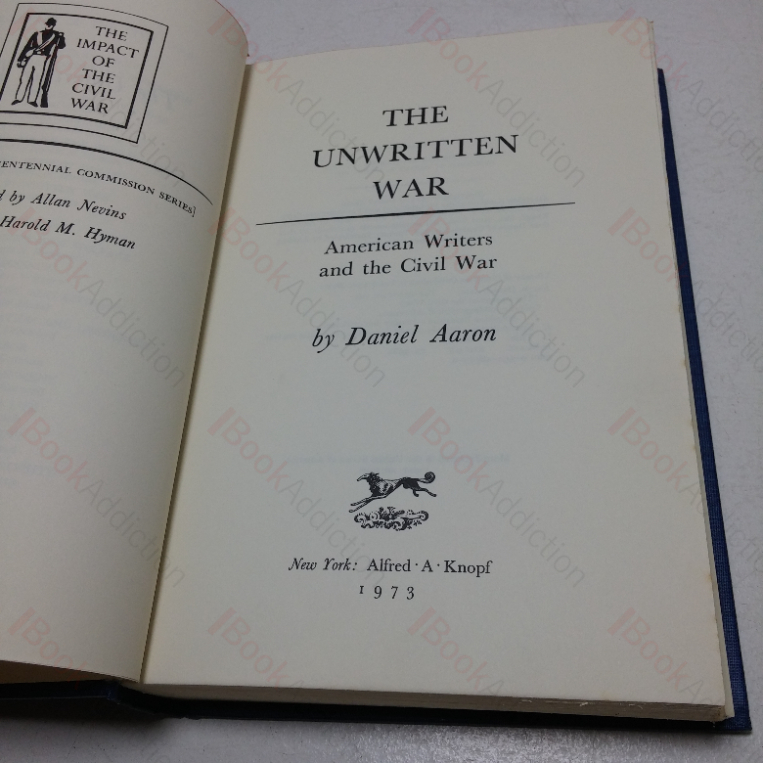 THE
IMPACT
OF
THE
CIVIL
WAR
ENTENNIAL COMMISSION SERIES]
d by Allan Nevins
Harold M. Hyman
THE
UNWRITTEN
WAR
American Writers
and the Civil War
by Daniel Aaron
New York: Alfred · A · Knopf
1973
BookAddiction